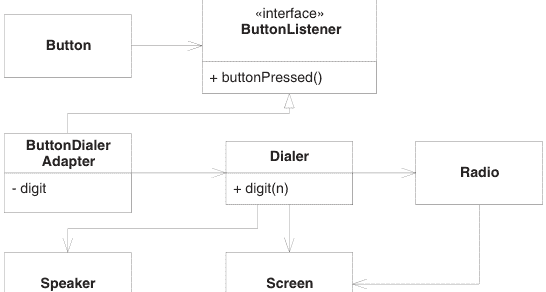 «interface»
ButtonListener
Button
+ buttonPressed()
ButtonDialer
Adapter
- digit
Dialer
+ digit(n)
Radio
Speaker
Screen